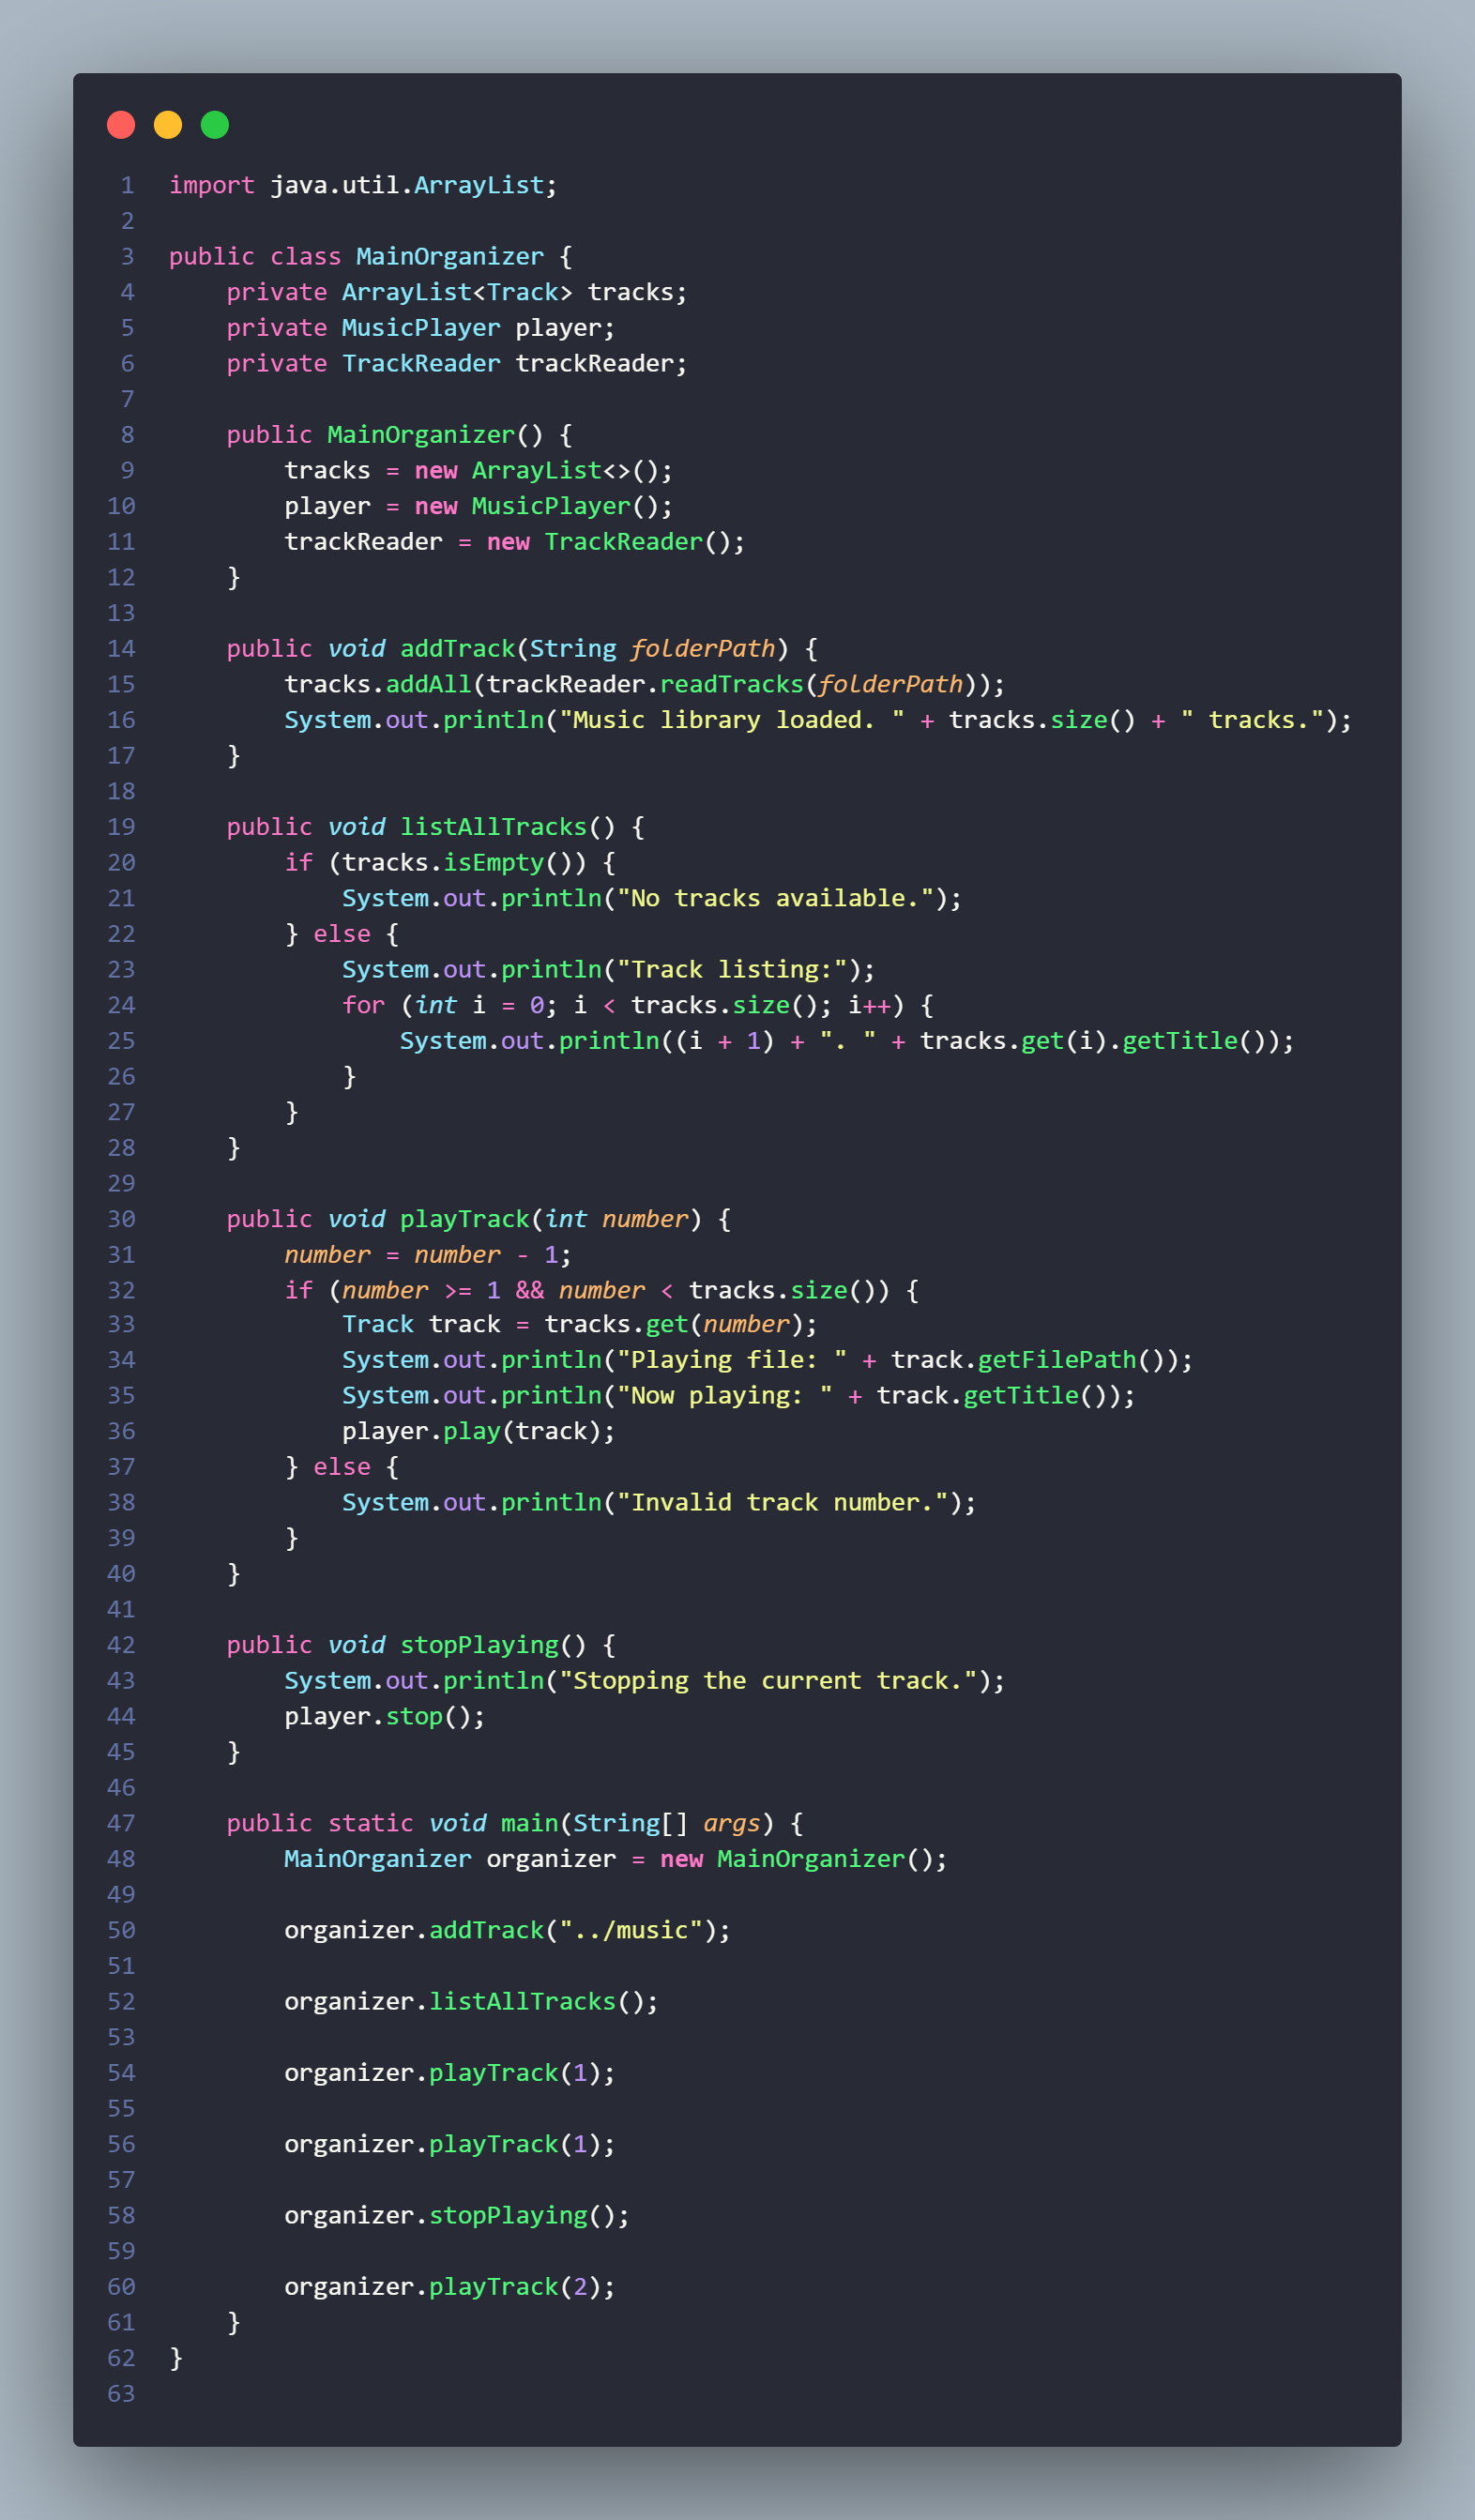 1 import java.util.ArrayList;
2
3 public class MainOrganizer {
4     private ArrayList<Track> tracks;
5     private MusicPlayer player;
6     private TrackReader trackReader;
7
8     public MainOrganizer() {
9         tracks = new ArrayList<>();
10         player = new MusicPlayer();
11         trackReader = new TrackReader();
12     }
13
14     public void addTrack(String folderPath) {
15         tracks.addAll(trackReader.readTracks(folderPath));
16         System.out.println("Music library loaded. " + tracks.size() + " tracks.");
17     }
18
19     public void listAllTracks() {
20         if (tracks.isEmpty()) {
21             System.out.println("No tracks available.");
22         } else {
23             System.out.println("Track listing:");
24             for (int i = 0; i < tracks.size(); i++) {
25                 System.out.println((i + 1) + ". " + tracks.get(i).getTitle());
26             }
27         }
28     }
29
30     public void playTrack(int number) {
31         number = number - 1;
32         if (number >= 1 && number < tracks.size()) {
33             Track track = tracks.get(number);
34             System.out.println("Playing file: " + track.getFilePath());
35             System.out.println("Now playing: " + track.getTitle());
36             player.play(track);
37         } else {
38             System.out.println("Invalid track number.");
39         }
40     }
41
42     public void stopPlaying() {
43         System.out.println("Stopping the current track.");
44         player.stop();
45     }
46
47     public static void main(String[] args) {
48         MainOrganizer organizer = new MainOrganizer();
49
50         organizer.addTrack("../music");
51
52         organizer.listAllTracks();
53
54         organizer.playTrack(1);
55
56         organizer.playTrack(1);
57
58         organizer.stopPlaying();
59
60         organizer.playTrack(2);
61     }
62 }
63